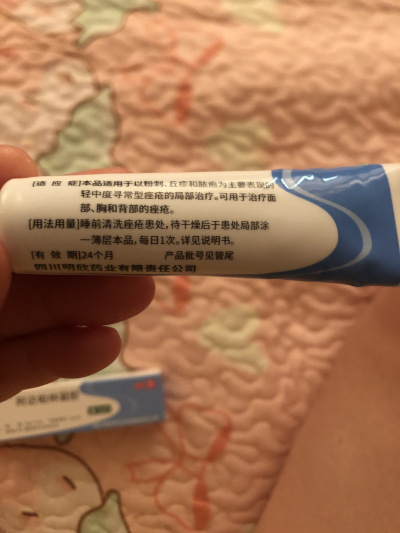 [适 应 症]本品适用于以粉刺、丘疹和脓疱为主要表现的
轻中度寻常型痤疮的局部治疗。可用于治疗面
部、胸和背部的痤疮。
[用法用量]睡前清洗痤疮患处,待干燥后于患处局部涂
一薄层本品，每日1次。详见说明书。
[有 效 期]24个月 产品批号见管尾
四川明欣药业有限责任公司